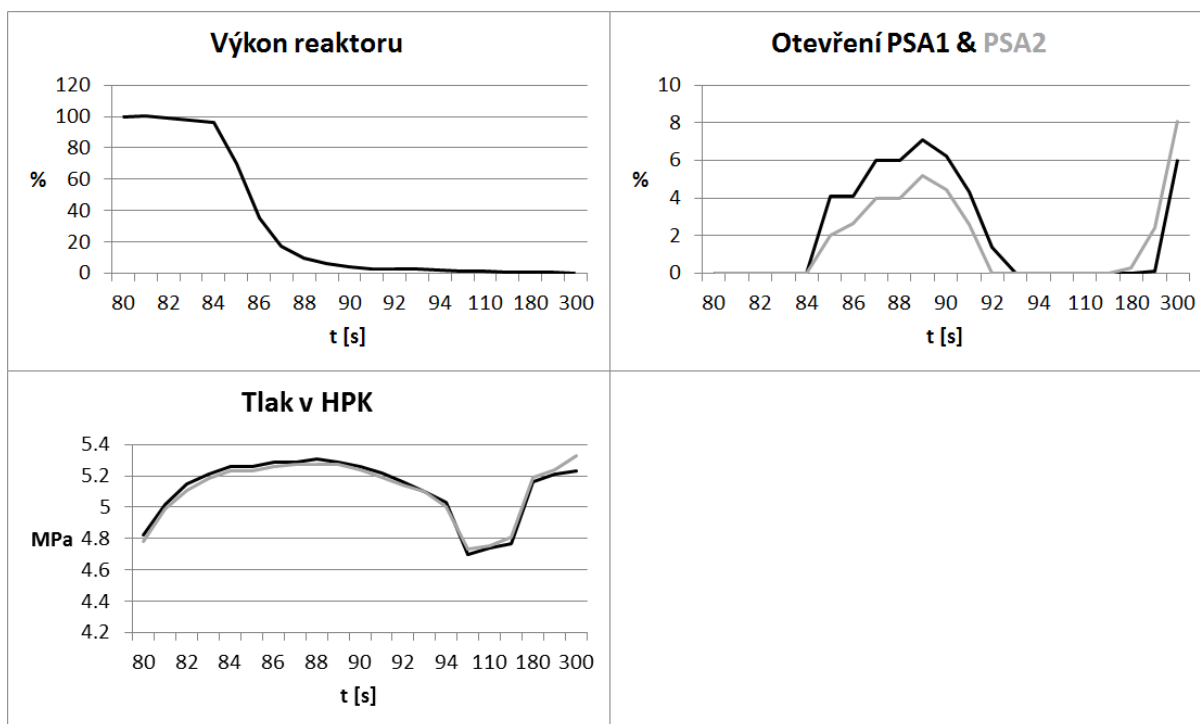 Výkon reaktoru
120
100
80
60
40
20
0
%
80 82 84 86 88 90 92 94 110 180 300
t [s]
Otevření PSA1 & PSA2
10
8
6
4
2
0
%
80 82 84 86 88 90 92 94 110 180 300
t [s]
Tlak v HPK
5.4
5.2
5
4.8
4.6
4.4
4.2
MPa
80 82 84 86 88 90 92 94 110 180 300
t [s]